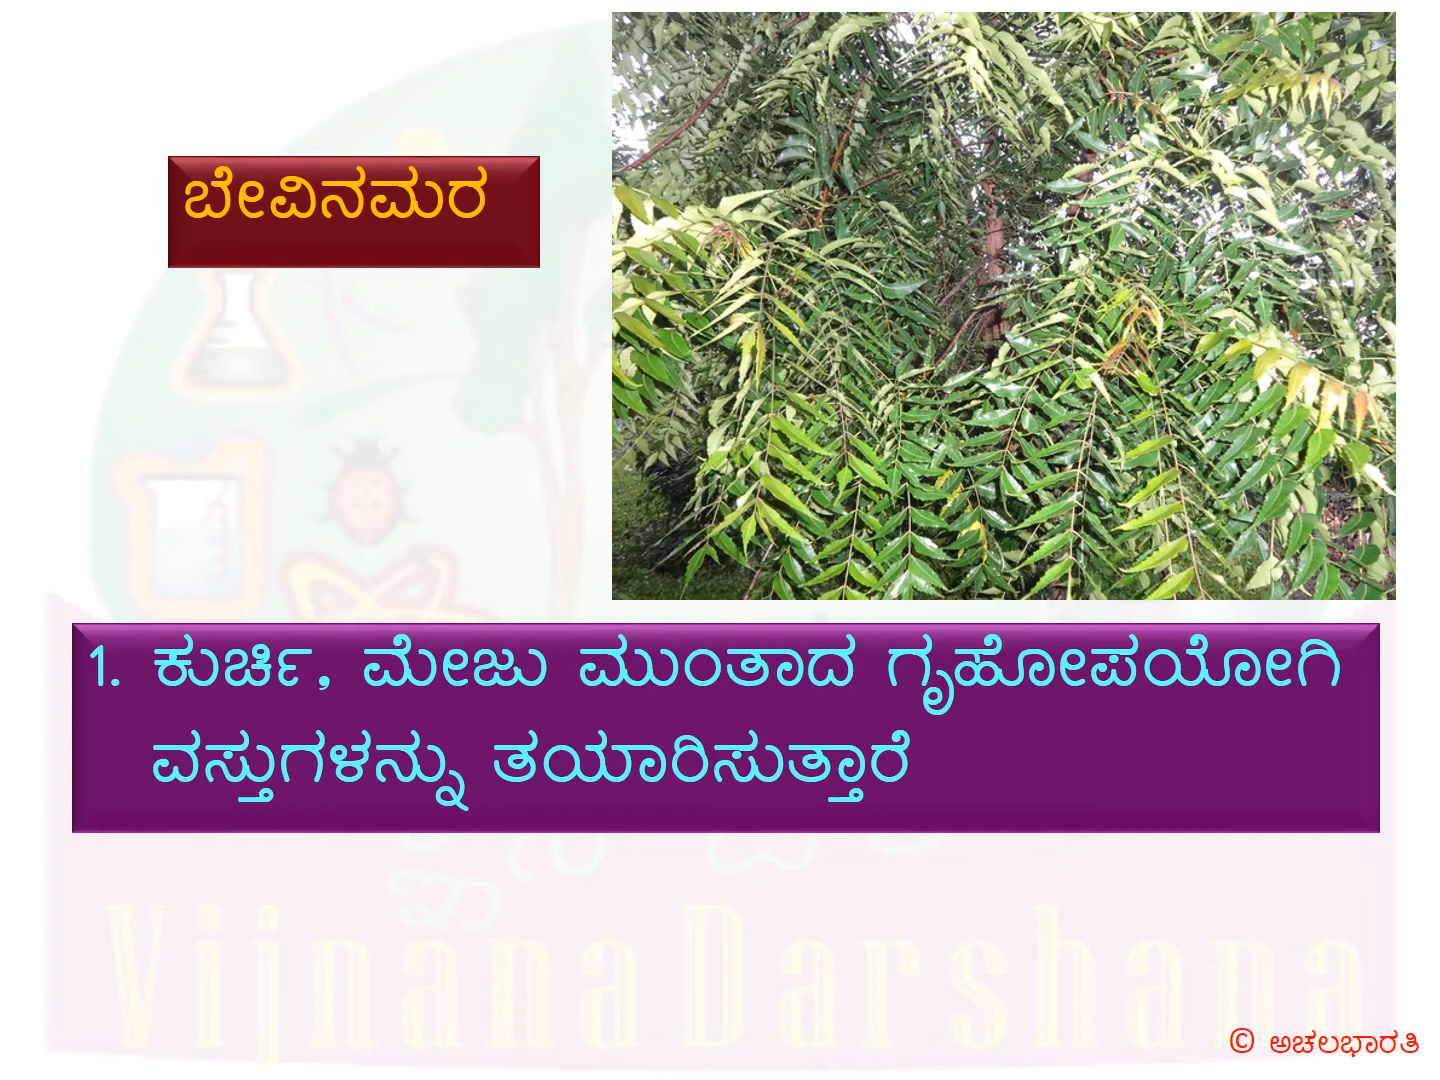 ಬೇವಿನಮರ
1. ಕುರ್ಚಿ, ಮೇಜು ಮುಂತಾದ ಗೃಹೋಪಯೋಗಿ
ವಸ್ತುಗಳನ್ನು ತಯಾರಿಸುತ್ತಾರೆ
Vijnana Darshana
© ಅಚಲಭಾರತಿ